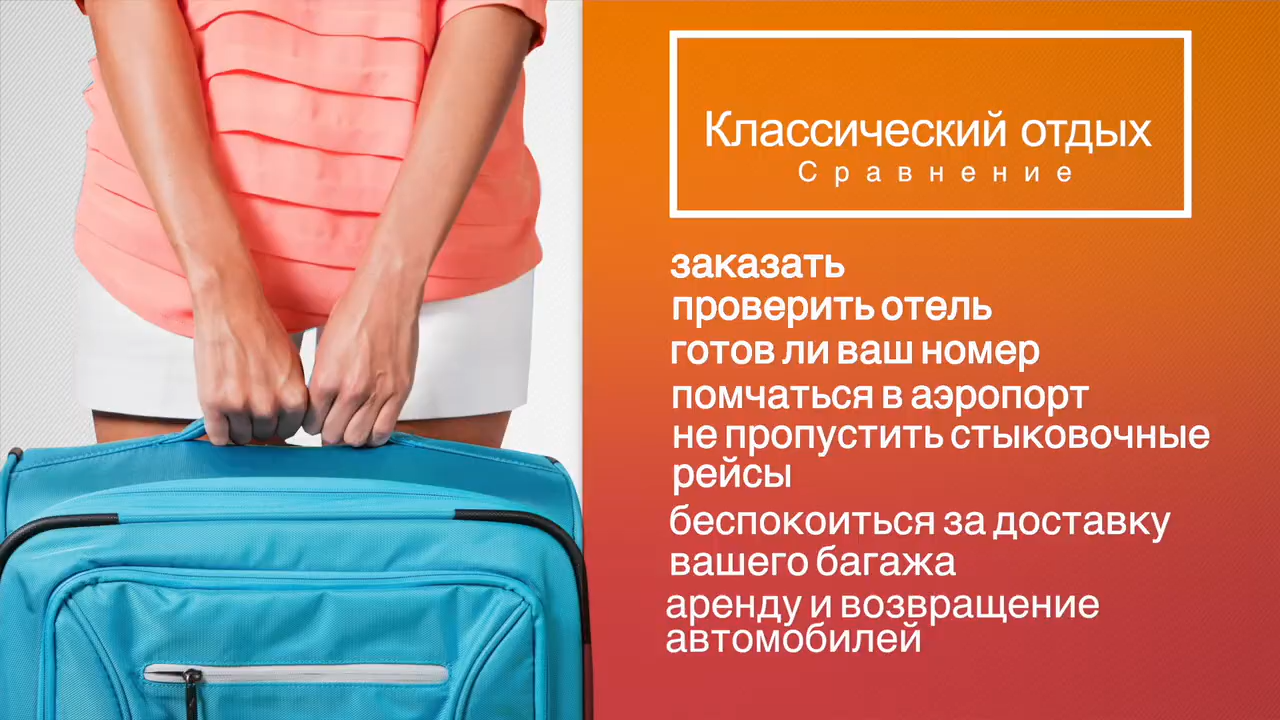 Классический отдых
Сравнение
заказать
проверить отель
готов ли ваш номер
помчаться в аэропорт
не пропустить стыковочные
рейсы
беспокоиться за доставку
вашего багажа
аренду и возвращение
автомобилей